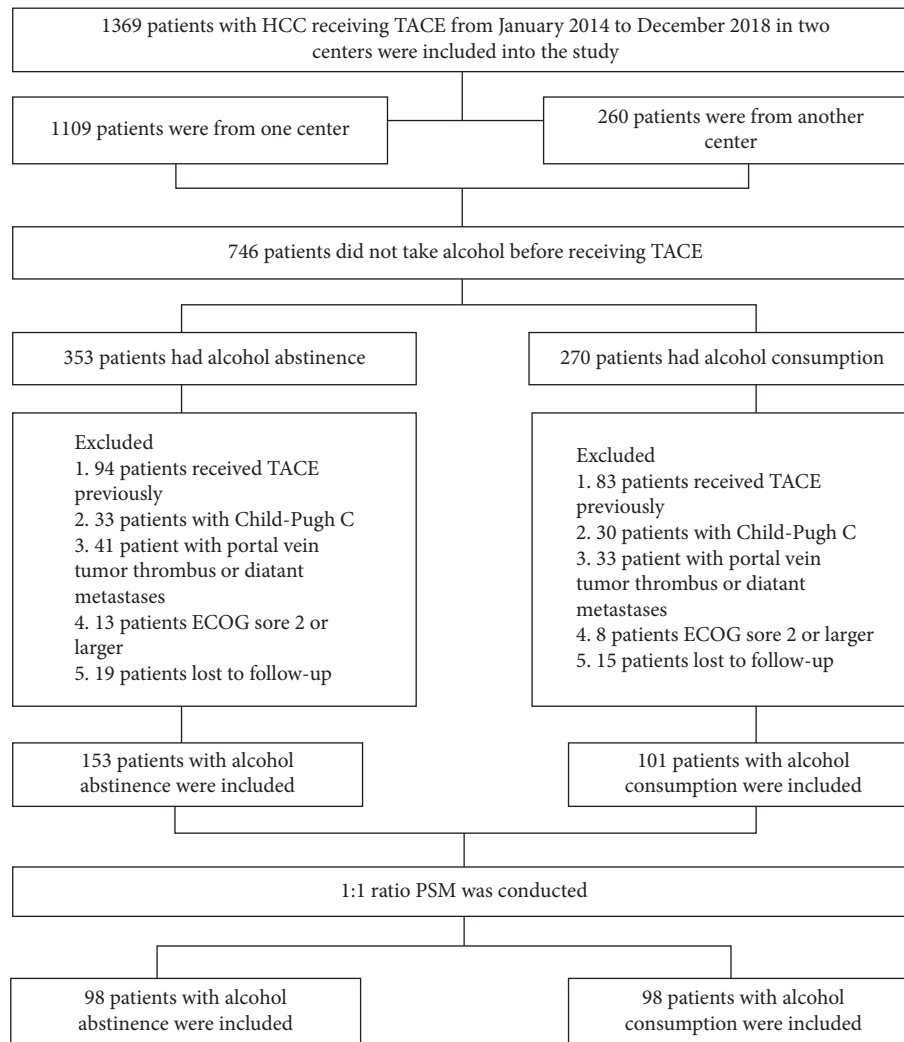 1369 patients with HCC receiving TACE from January 2014 to December 2018 in two
centers were included into the study
1109 patients were from one center
260 patients were from another
center
746 patients did not take alcohol before receiving TACE
353 patients had alcohol abstinence
270 patients had alcohol consumption
Excluded
1. 94 patients received TACE
previously
2. 33 patients with Child-Pugh C
3. 41 patient with portal vein
tumor thrombus or diatant
metastases
4. 13 patients ECOG sore 2 or
larger
5. 19 patients lost to follow-up
Excluded
1. 83 patients received TACE
previously
2. 30 patients with Child-Pugh C
3. 33 patient with portal vein
tumor thrombus or diatant
metastases
4. 8 patients ECOG sore 2 or larger
5. 15 patients lost to follow-up
153 patients with alcohol
abstinence were included
101 patients with alcohol
consumption were included
1:1 ratio PSM was conducted
98 patients with alcohol
abstinence were included
98 patients with alcohol
consumption were included